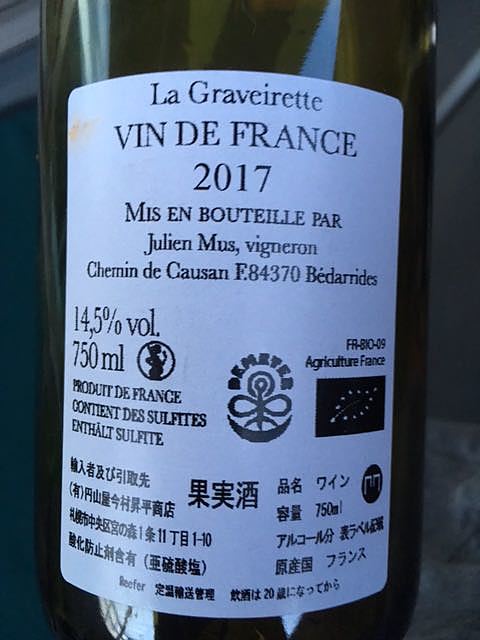 La Graveirette
VIN DE FRANCE
2017
MIS EN BOUTEILLE PAR
Julien Mus, vigneron
Chemin de Causan F.84370 Bédarrides
14,5% vol.
750 ml
PRODUIT DE FRANCE
CONTIENT DES SULFITES
ENTHÄLT SULFITE
DEMETER
FR-BIO-09
Agriculture France
輸入者及び引取先
(有)円山屋今村昇平商店
札幌市中央区宮の森1条11丁目1-10
酸化防止剤含有(亜硫酸塩)
果実酒
品名 ワイン
容量 750ml
アルコール分 表ラベル記載
原産国 フランス
Reefer 定温輸送管理 飲酒は20歳になってから